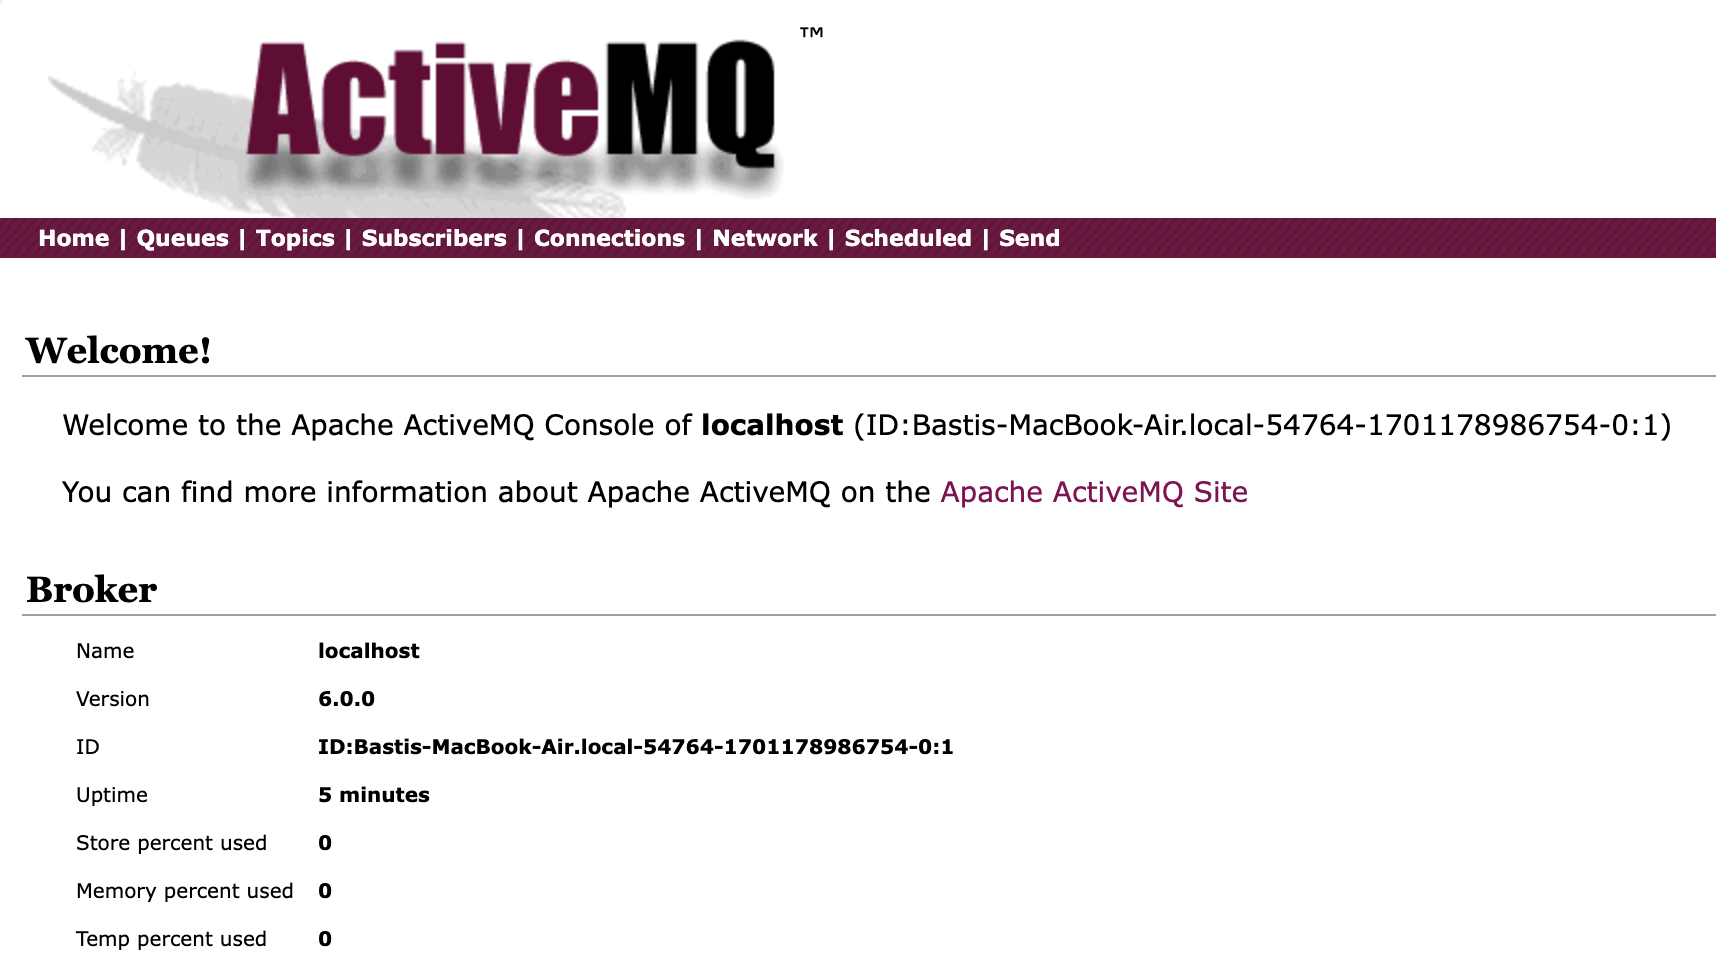 ActiveMQ™
Home | Queues | Topics | Subscribers | Connections | Network | Scheduled | Send
Welcome!
Welcome to the Apache ActiveMQ Console of localhost (ID:Bastis-MacBook-Air.local-54764-1701178986754-0:1)
You can find more information about Apache ActiveMQ on the Apache ActiveMQ Site
Broker
Name localhost
Version 6.0.0
ID ID:Bastis-MacBook-Air.local-54764-1701178986754-0:1
Uptime 5 minutes
Store percent used 0
Memory percent used 0
Temp percent used 0